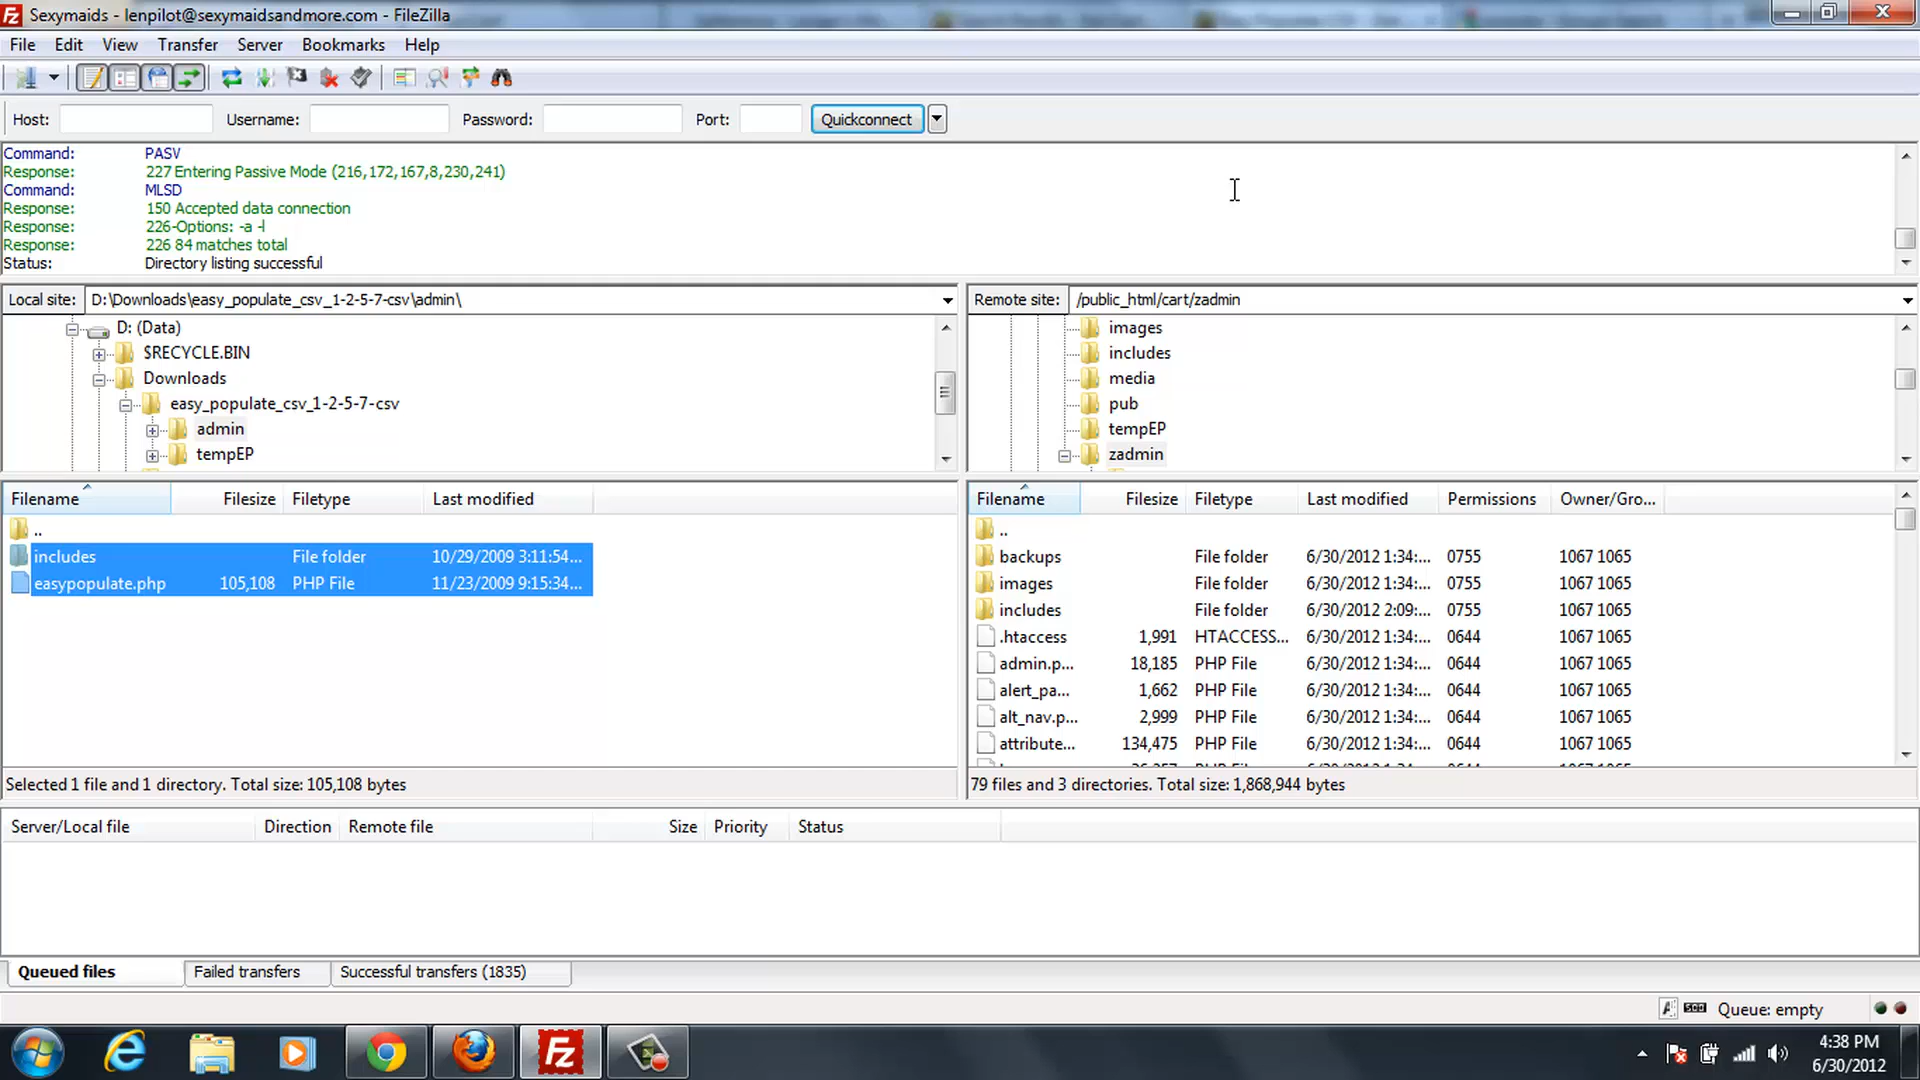 Sexymaids - lenpilot@sexymaidsandmore.com - FileZilla
File Edit View Transfer Server Bookmarks Help
Host: Username: Password: Port: Quickconnect
Command: PASV
Response: 227 Entering Passive Mode (216,172,167,8,230,241)
Command: MLSD
Response: 150 Accepted data connection
Response: 226-Options: -a -l
Response: 226 84 matches total
Status: Directory listing successful
Local site: D:\Downloads\easy_populate_csv_1-2-5-7-csv\admin\
D: (Data)
$RECYCLE.BIN
Downloads
easy_populate_csv_1-2-5-7-csv
admin
tempEP
Remote site: /public_html/cart/zadmin
images
includes
media
pub
tempEP
zadmin
Filename Filesize Filetype Last modified
..
includes File folder 10/29/2009 3:11:54...
easypopulate.php 105,108 PHP File 11/23/2009 9:15:34...
Selected 1 file and 1 directory. Total size: 105,108 bytes
Filename Filesize Filetype Last modified Permissions Owner/Gro...
..
backups File folder 6/30/2012 1:34:... 0755 1067 1065
images File folder 6/30/2012 1:34:... 0755 1067 1065
includes File folder 6/30/2012 2:09:... 0755 1067 1065
.htaccess 1,991 HTACCESS... 6/30/2012 1:34:... 0644 1067 1065
admin.p... 18,185 PHP File 6/30/2012 1:34:... 0644 1067 1065
alert_pa... 1,662 PHP File 6/30/2012 1:34:... 0644 1067 1065
alt_nav.p... 2,999 PHP File 6/30/2012 1:34:... 0644 1067 1065
attribute... 134,475 PHP File 6/30/2012 1:34:... 0644 1067 1065
79 files and 3 directories. Total size: 1,868,944 bytes
Server/Local file Direction Remote file Size Priority Status
Queued files Failed transfers Successful transfers (1835)
Queue: empty
4:38 PM
6/30/2012